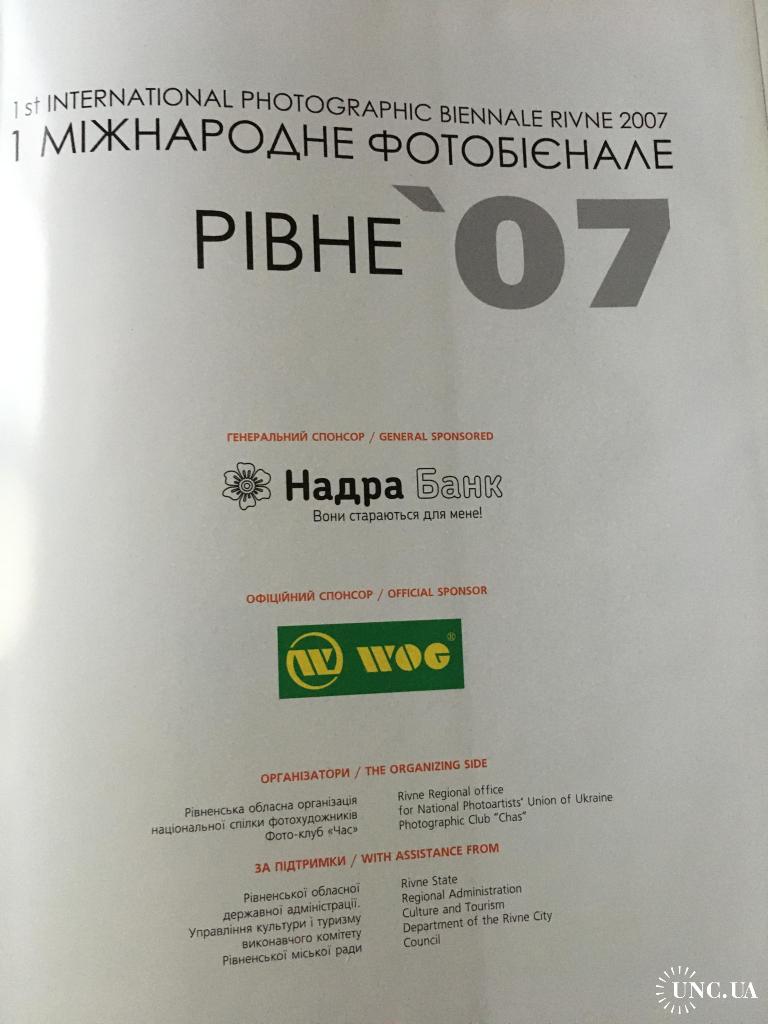 1st INTERNATIONAL PHOTOGRAPHIC BIENNALE RIVNE 2007
1 МІЖНАРОДНЕ ФОТОБІЄНАЛЕ
РІВНЕ `07
ГЕНЕРАЛЬНИЙ СПОНСОР / GENERAL SPONSORED
Надра Банк
Вони стараються для мене!
ОФІЦІЙНИЙ СПОНСОР / OFFICIAL SPONSOR
W WOG®
ОРГАНІЗАТОРИ / THE ORGANIZING SIDE
Рівненська обласна організація
національної спілки фотохудожників
Фото-клуб «Час»
Rivne Regional office
for National Photoartists' Union of Ukraine
Photographic Club "Chas"
ЗА ПІДТРИМКИ / WITH ASSISTANCE FROM
Рівненської обласної
державної адміністрації.
Управління культури і туризму
виконавчого комітету
Рівненської міської ради
Rivne State
Regional Administration
Culture and Tourism
Department of the Rivne City
Council
UNC.UA